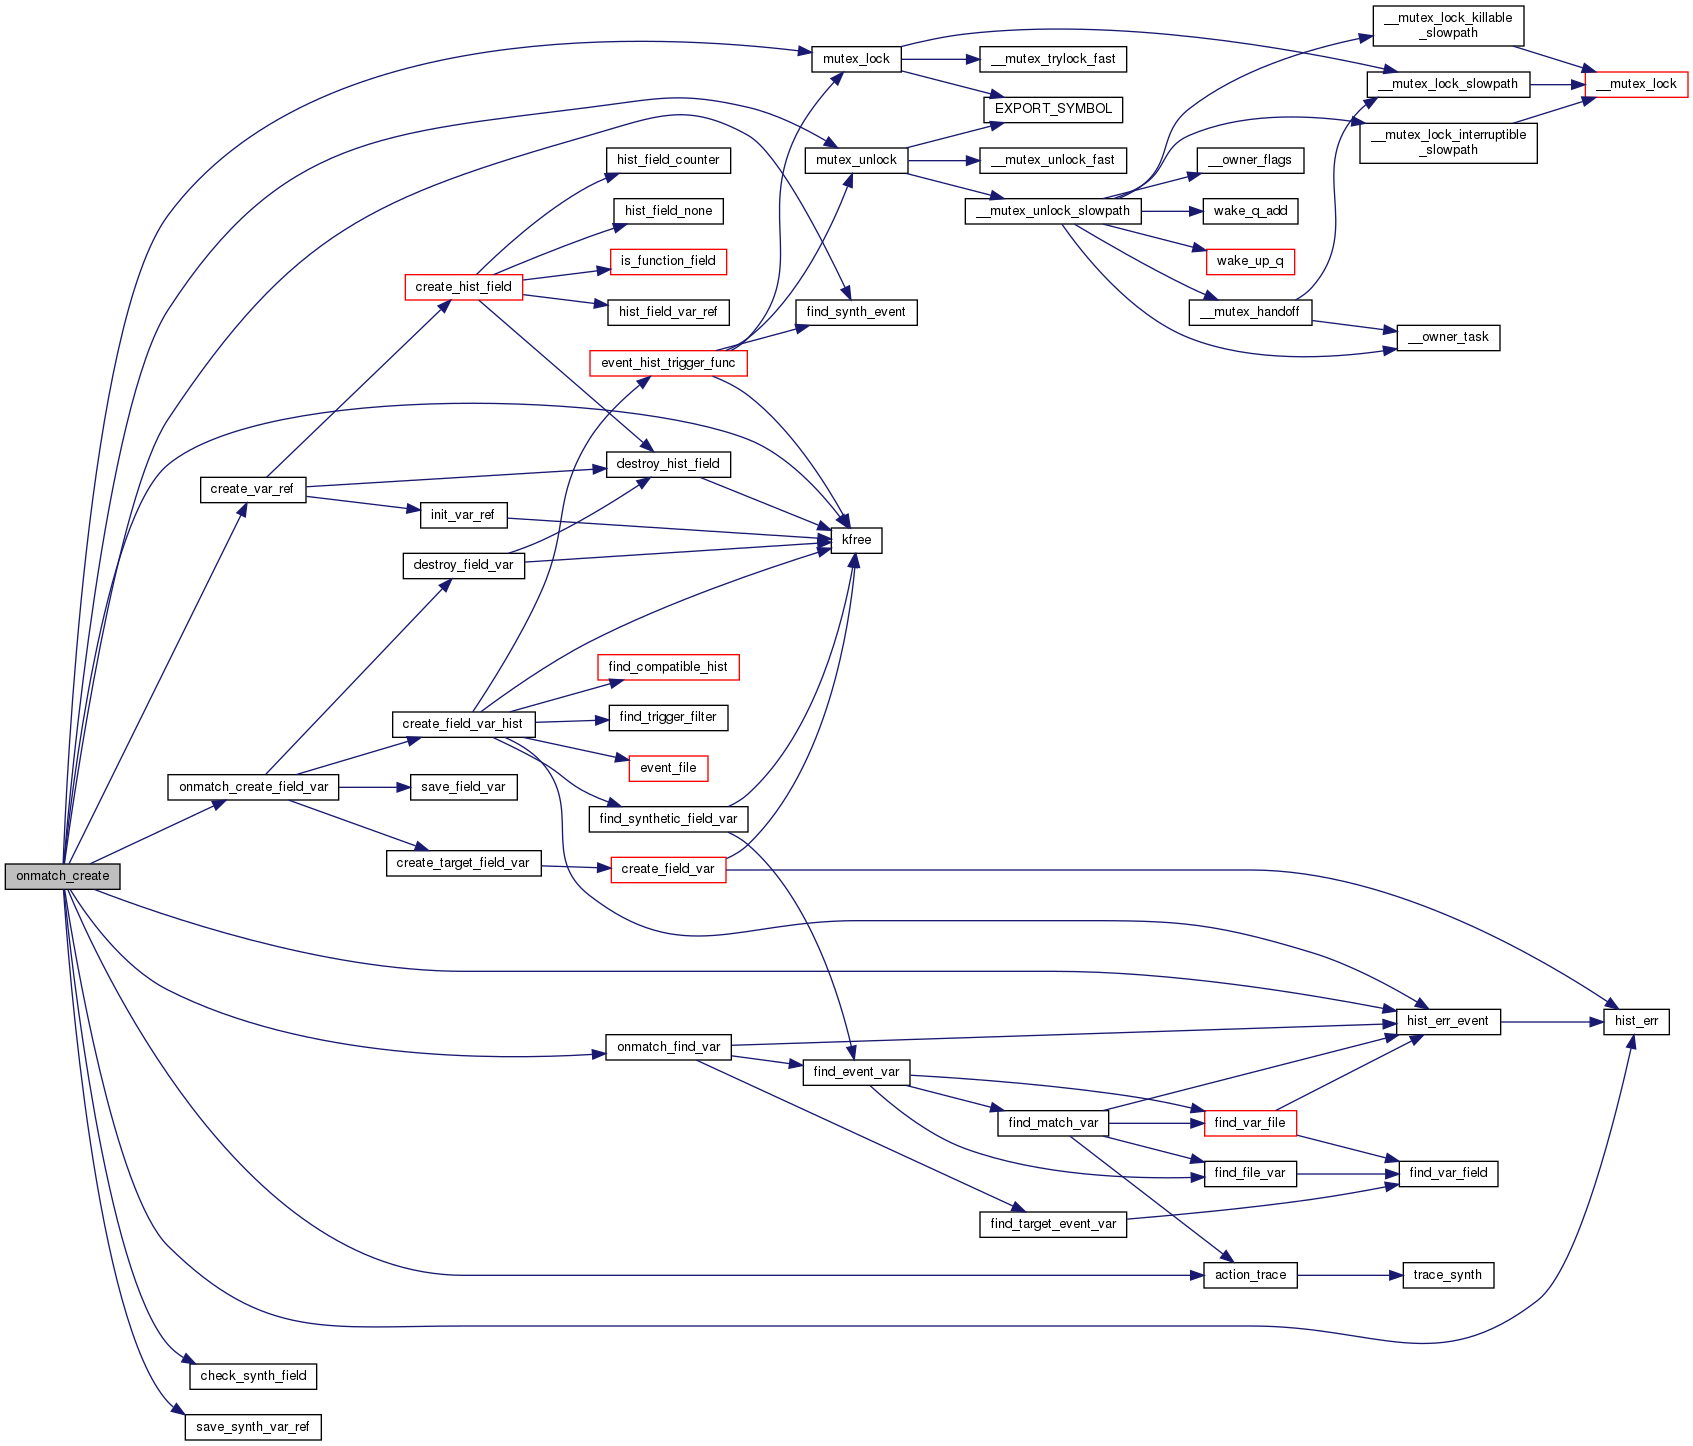 __mutex_lock_killable
_slowpath
mutex_lock
__mutex_trylock_fast
__mutex_lock_slowpath
__mutex_lock
EXPORT_SYMBOL
__mutex_lock_interruptible
_slowpath
hist_field_counter
mutex_unlock
__mutex_unlock_fast
__owner_flags
hist_field_none
__mutex_unlock_slowpath
wake_q_add
is_function_field
wake_up_q
create_hist_field
hist_field_var_ref
find_synth_event
__mutex_handoff
__owner_task
event_hist_trigger_func
destroy_hist_field
create_var_ref
init_var_ref
kfree
destroy_field_var
find_compatible_hist
create_field_var_hist
find_trigger_filter
event_file
onmatch_create_field_var
save_field_var
find_synthetic_field_var
create_target_field_var
create_field_var
onmatch_create
hist_err_event
hist_err
onmatch_find_var
find_event_var
find_match_var
find_var_file
find_file_var
find_var_field
find_target_event_var
action_trace
trace_synth
check_synth_field
save_synth_var_ref